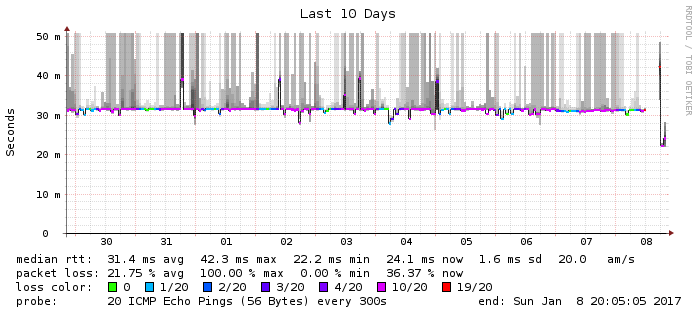 Last 10 Days
RRDTOOL / TOBI OETIKER
Seconds
50 m
40 m
30 m
20 m
10 m
0
30 31 01 02 03 04 05 06 07 08
median rtt: 31.4 ms avg 42.3 ms max 22.2 ms min 24.1 ms now 1.6 ms sd 20.0 am/s
packet loss: 21.75 % avg 100.00 % max 0.00 % min 36.37 % now
loss color: 0 1/20 2/20 3/20 4/20 10/20 19/20
probe: 20 ICMP Echo Pings (56 Bytes) every 300s end: Sun Jan 8 20:05:05 2017